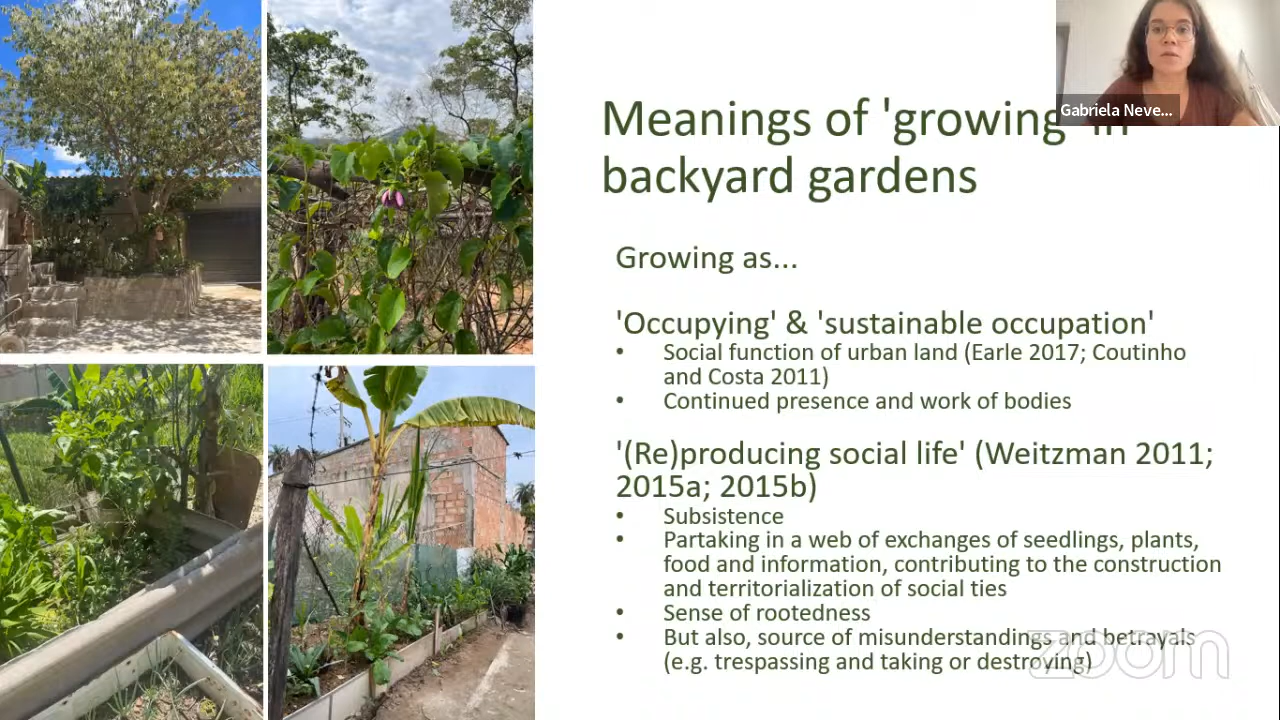 Gabriela Neve...
Meanings of 'growing' in
backyard gardens
Growing as...
'Occupying' & 'sustainable occupation'
• Social function of urban land (Earle 2017; Coutinho
and Costa 2011)
• Continued presence and work of bodies
'(Re)producing social life' (Weitzman 2011;
2015a; 2015b)
• Subsistence
• Partaking in a web of exchanges of seedlings, plants,
food and information, contributing to the construction
and territorialization of social ties
• Sense of rootedness
• But also, source of misunderstandings and betrayals
(e.g. trespassing and taking or destroying)
zoom